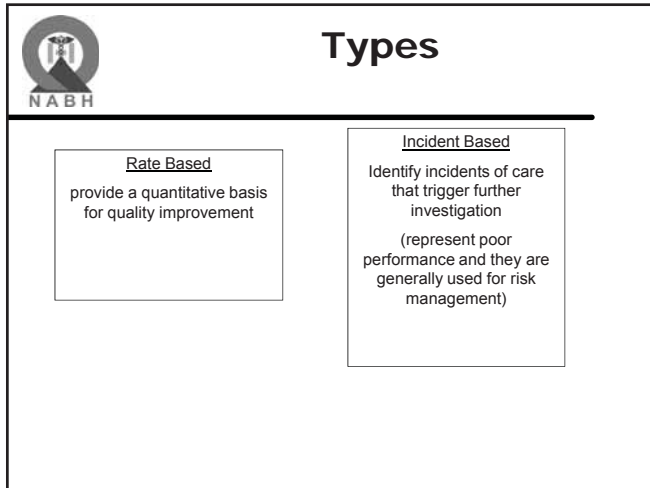 Types
NABH
Rate Based
provide a quantitative basis
for quality improvement
Incident Based
Identify incidents of care
that trigger further
investigation
(represent poor
performance and they are
generally used for risk
management)